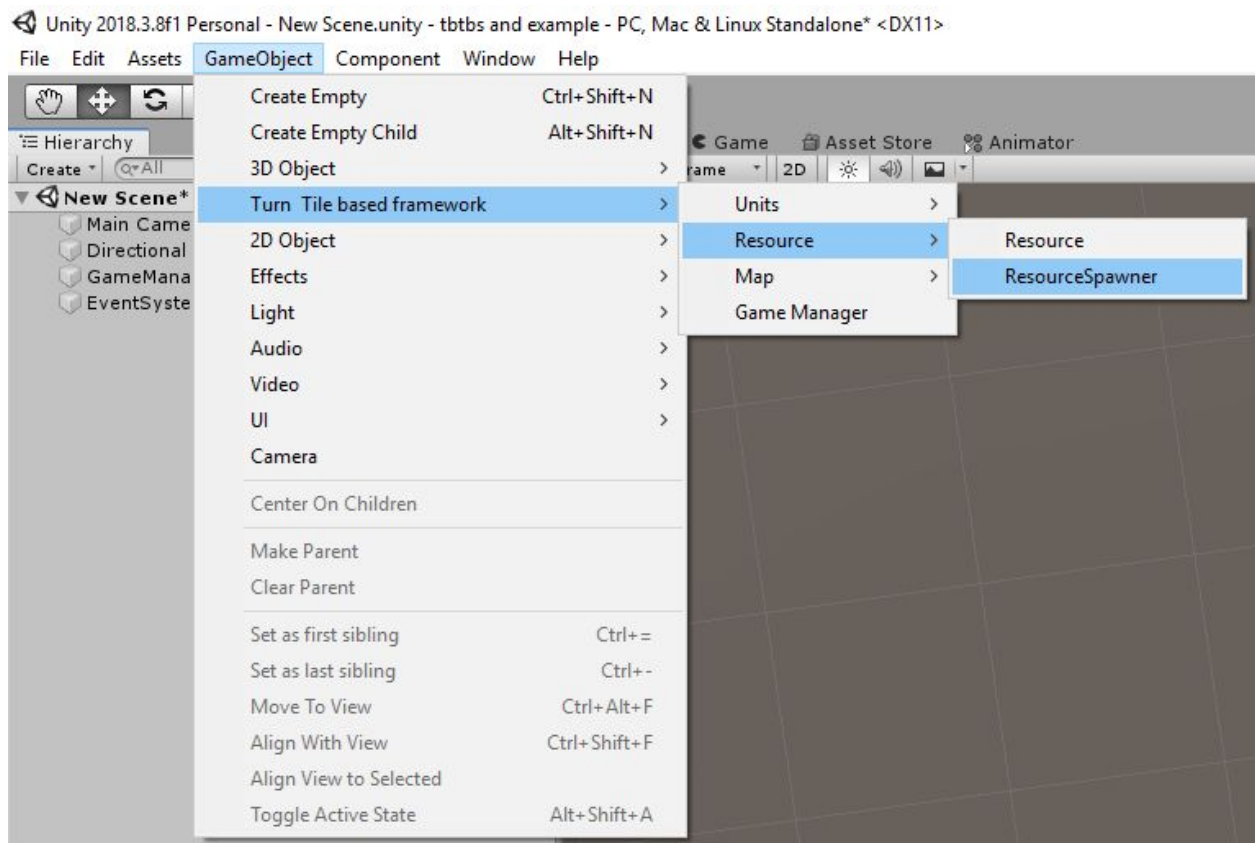 Unity 2018.3.8f1 Personal - New Scene.unity - tbtbs and example - PC, Mac & Linux Standalone* <DX11>
File Edit Assets GameObject Component Window Help
Hierarchy
Create All
New Scene*
Main Came
Directional
GameMana
EventSyste
Create Empty Ctrl+Shift+N
Create Empty Child Alt+Shift+N
3D Object
Turn Tile based framework
2D Object
Effects
Light
Audio
Video
UI
Camera
Center On Children
Make Parent
Clear Parent
Set as first sibling Ctrl+=
Set as last sibling Ctrl+-
Move To View Ctrl+Alt+F
Align With View Ctrl+Shift+F
Align View to Selected
Toggle Active State Alt+Shift+A
Game Asset Store Animator
rame 2D
Units
Resource
Map
Game Manager
Resource
ResourceSpawner